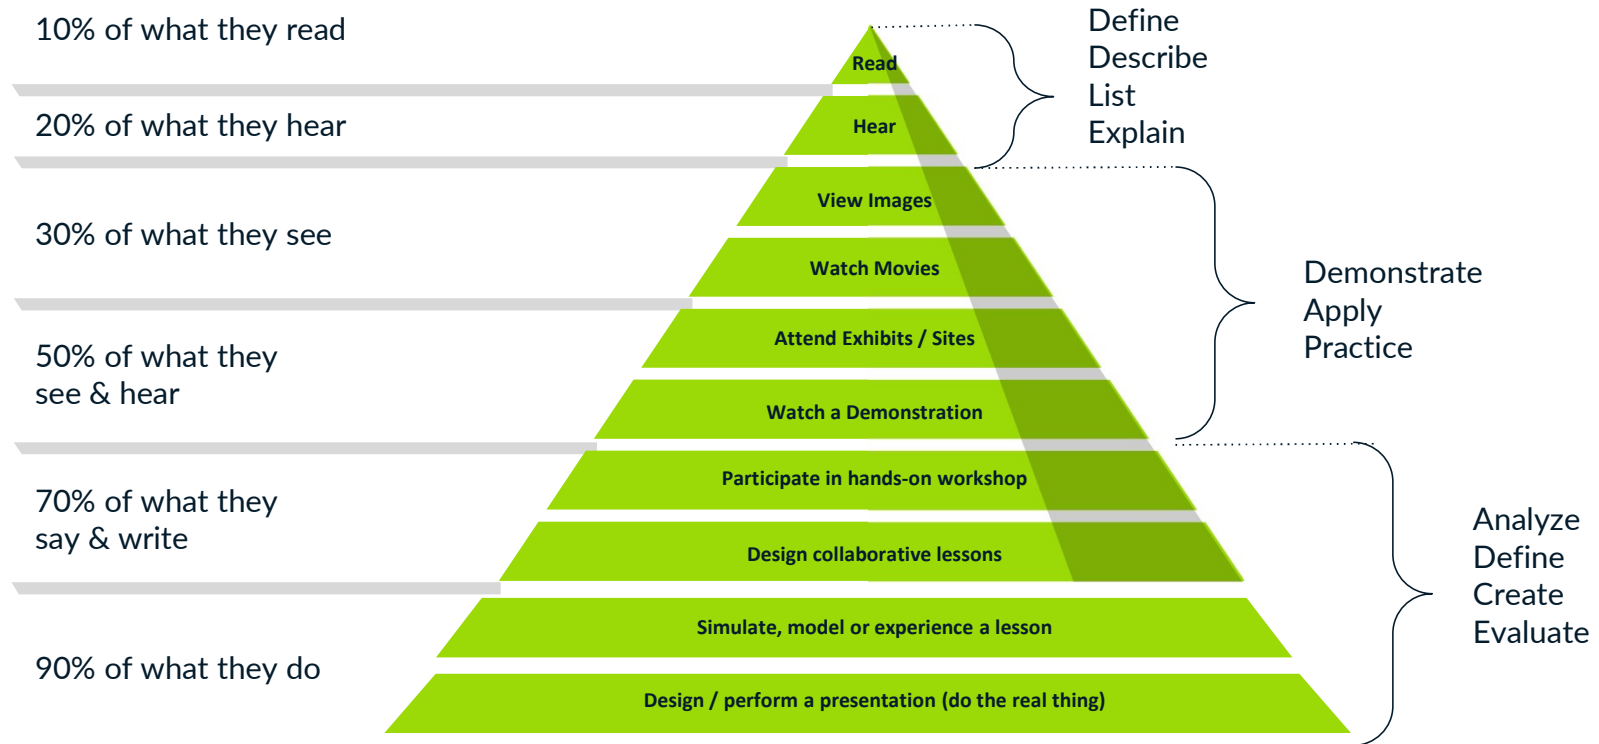 10% of what they read
20% of what they hear
30% of what they see
50% of what they
see & hear
70% of what they
say & write
90% of what they do
Read
Hear
View Images
Watch Movies
Attend Exhibits / Sites
Watch a Demonstration
Participate in hands-on workshop
Design collaborative lessons
Simulate, model or experience a lesson
Design / perform a presentation (do the real thing)
Define
Describe
List
Explain
Demonstrate
Apply
Practice
Analyze
Define
Create
Evaluate